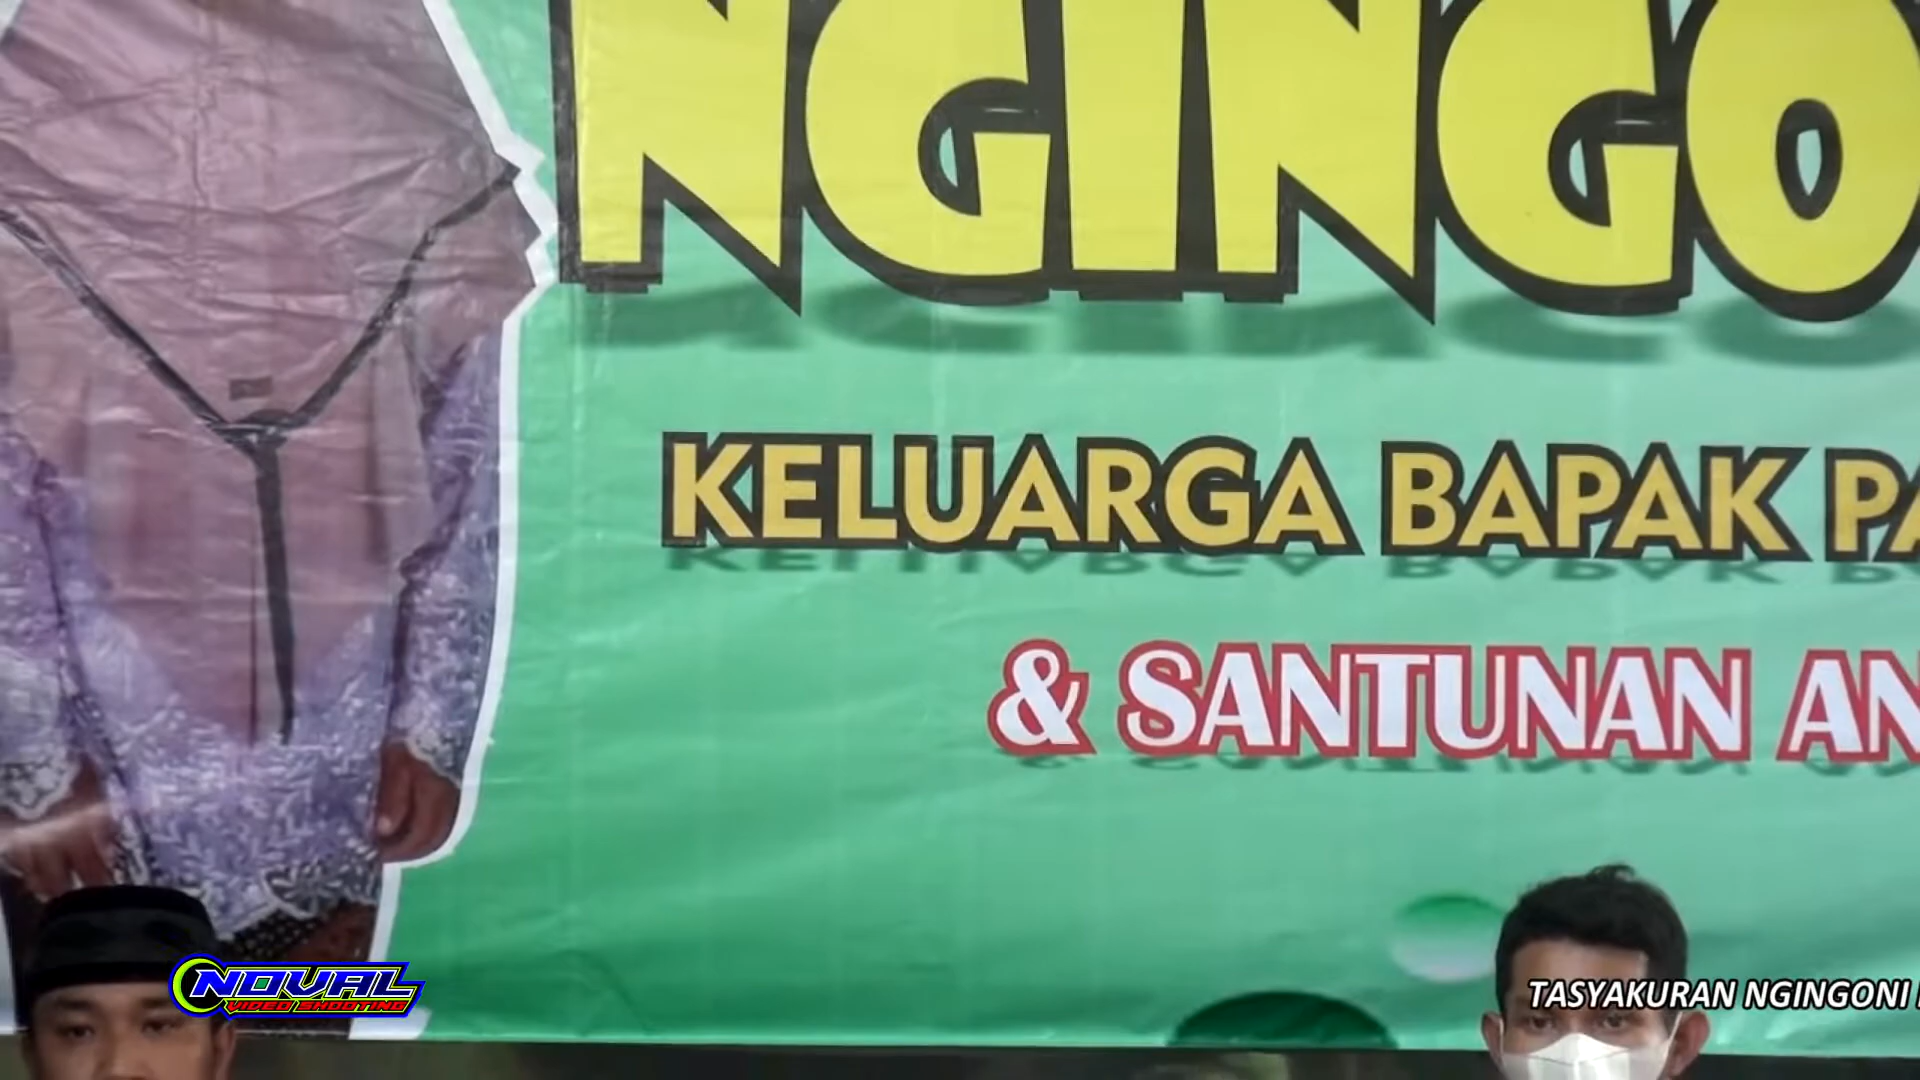 NGINGO
KELUARGA BAPAK PA
& SANTUNAN AN
NOVAL
VIDEO SHOOTING
TASYAKURAN NGINGONI